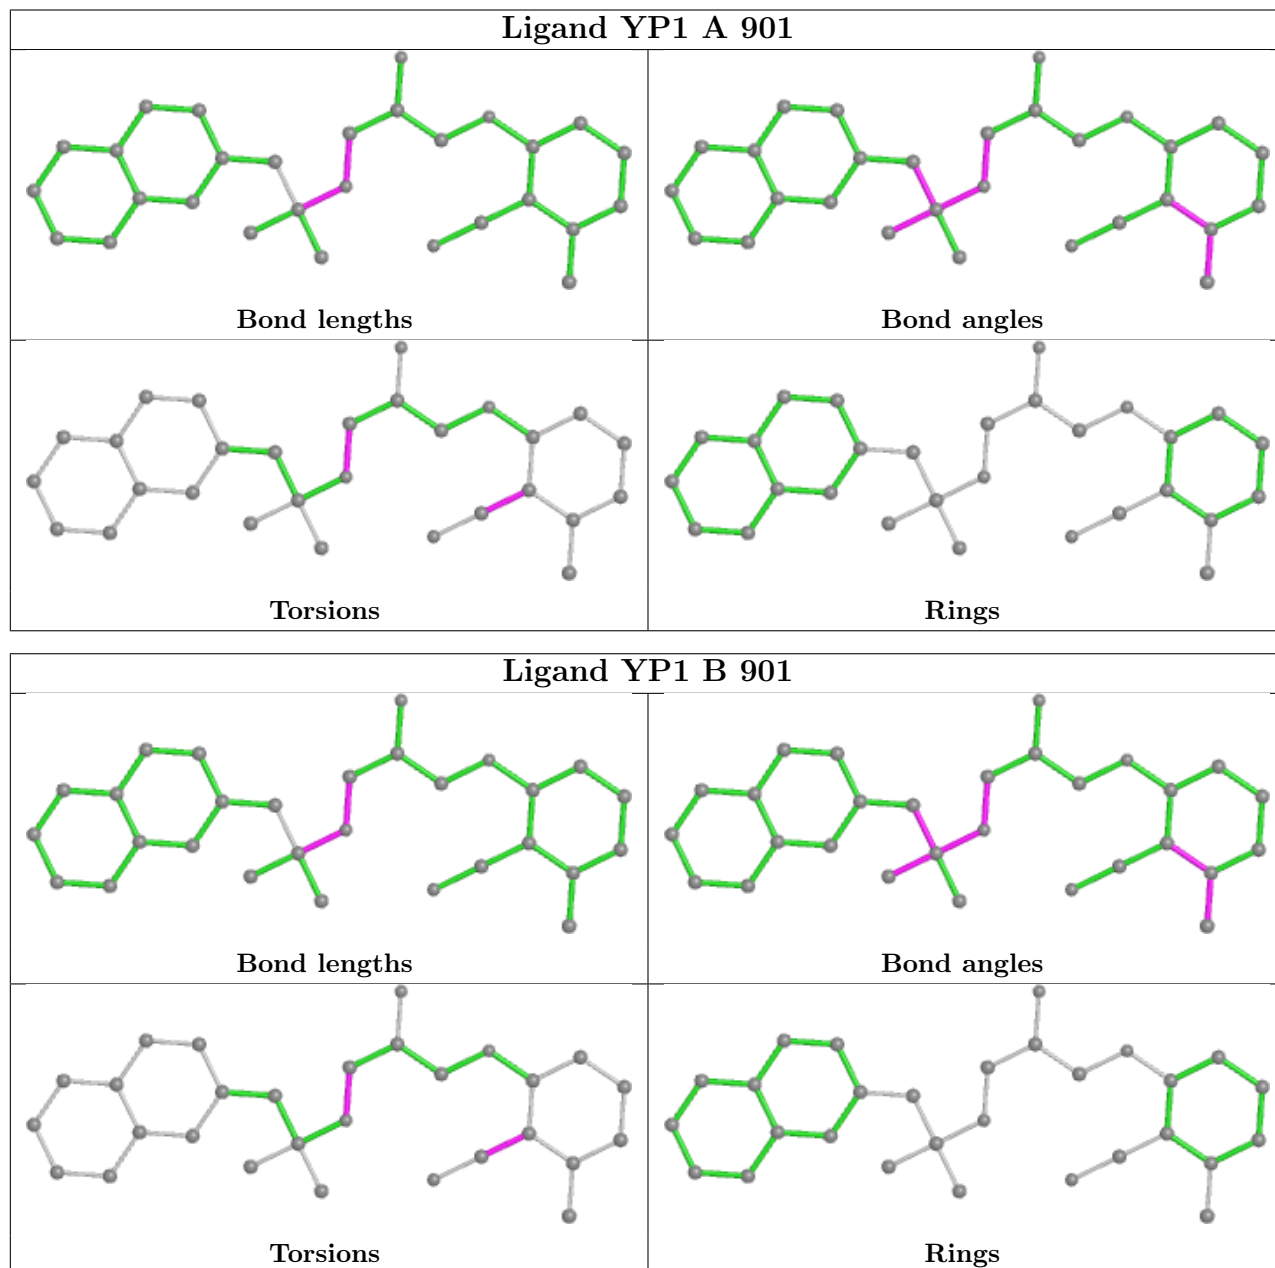 Ligand YP1 A 901
Bond lengths
Bond angles
Torsions
Rings
Ligand YP1 B 901
Bond lengths
Bond angles
Torsions
Rings